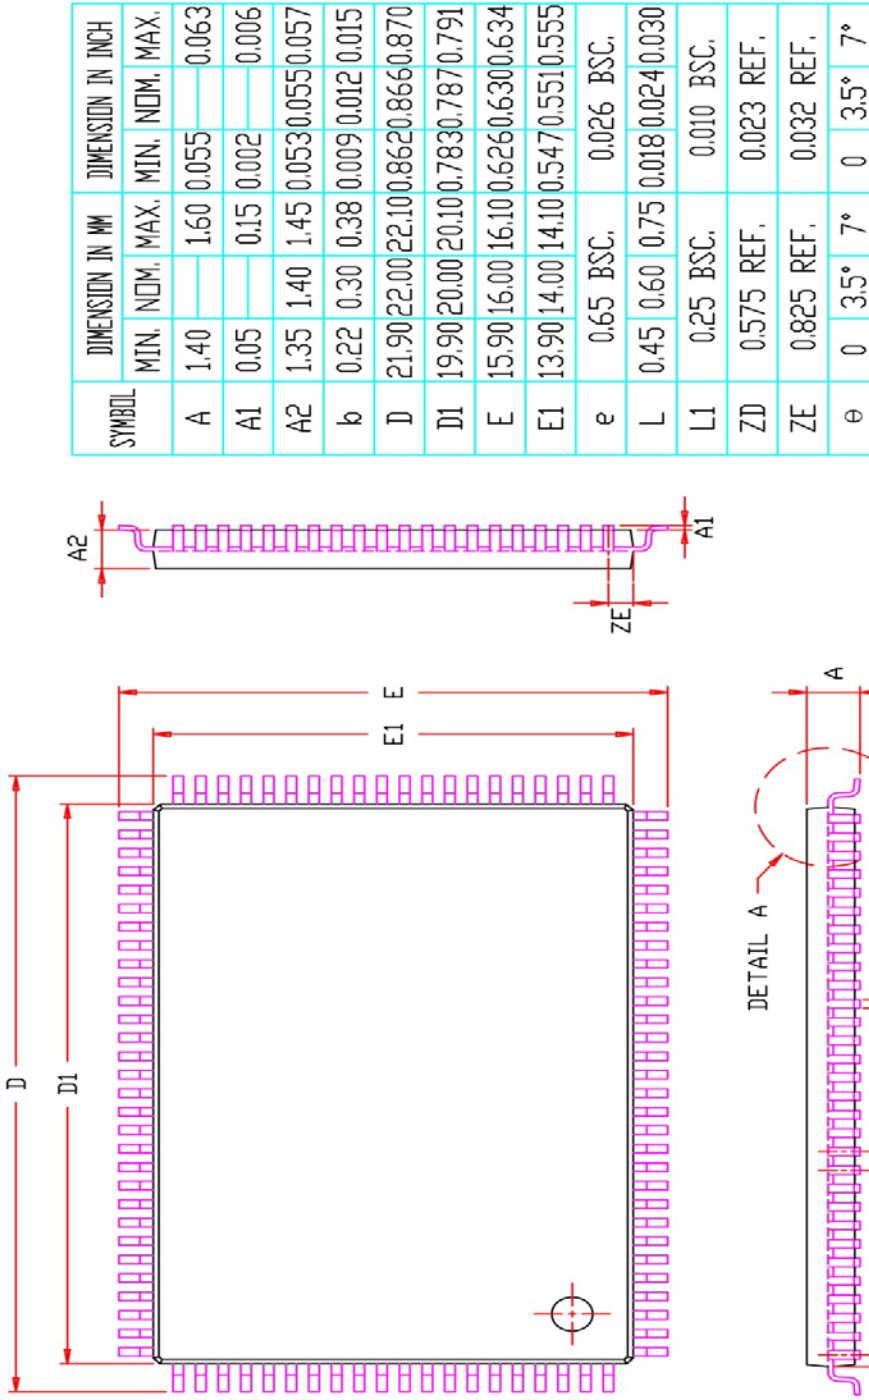 SYMBOL DIMENSION IN MM DIMENSION IN INCH
MIN. NOM. MAX. MIN. NOM. MAX.
A 1.40 1.60 0.055 0.063
A1 0.05 0.15 0.002 0.006
A2 1.35 1.40 1.45 0.053 0.055 0.057
b 0.22 0.30 0.38 0.009 0.012 0.015
D 21.90 22.00 22.10 0.862 0.866 0.870
D1 19.90 20.00 20.10 0.783 0.787 0.791
E 15.90 16.00 16.10 0.626 0.630 0.634
E1 13.90 14.00 14.10 0.547 0.551 0.555
e 0.65 BSC. 0.026 BSC.
L 0.45 0.60 0.75 0.018 0.024 0.030
L1 0.25 BSC. 0.010 BSC.
ZD 0.575 REF. 0.023 REF.
ZE 0.825 REF. 0.032 REF.
θ 0 3.5° 7° 0 3.5° 7°
A2
A1
ZE
D
D1
E
E1
DETAIL A
A